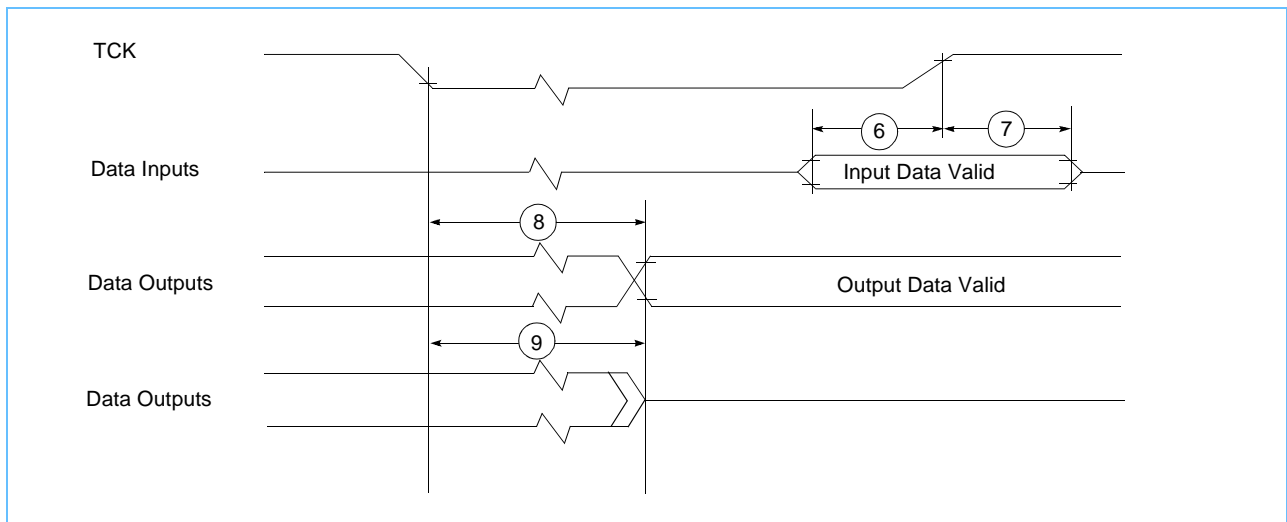 TCK
6
7
Data Inputs
Input Data Valid
8
Data Outputs
Output Data Valid
9
Data Outputs